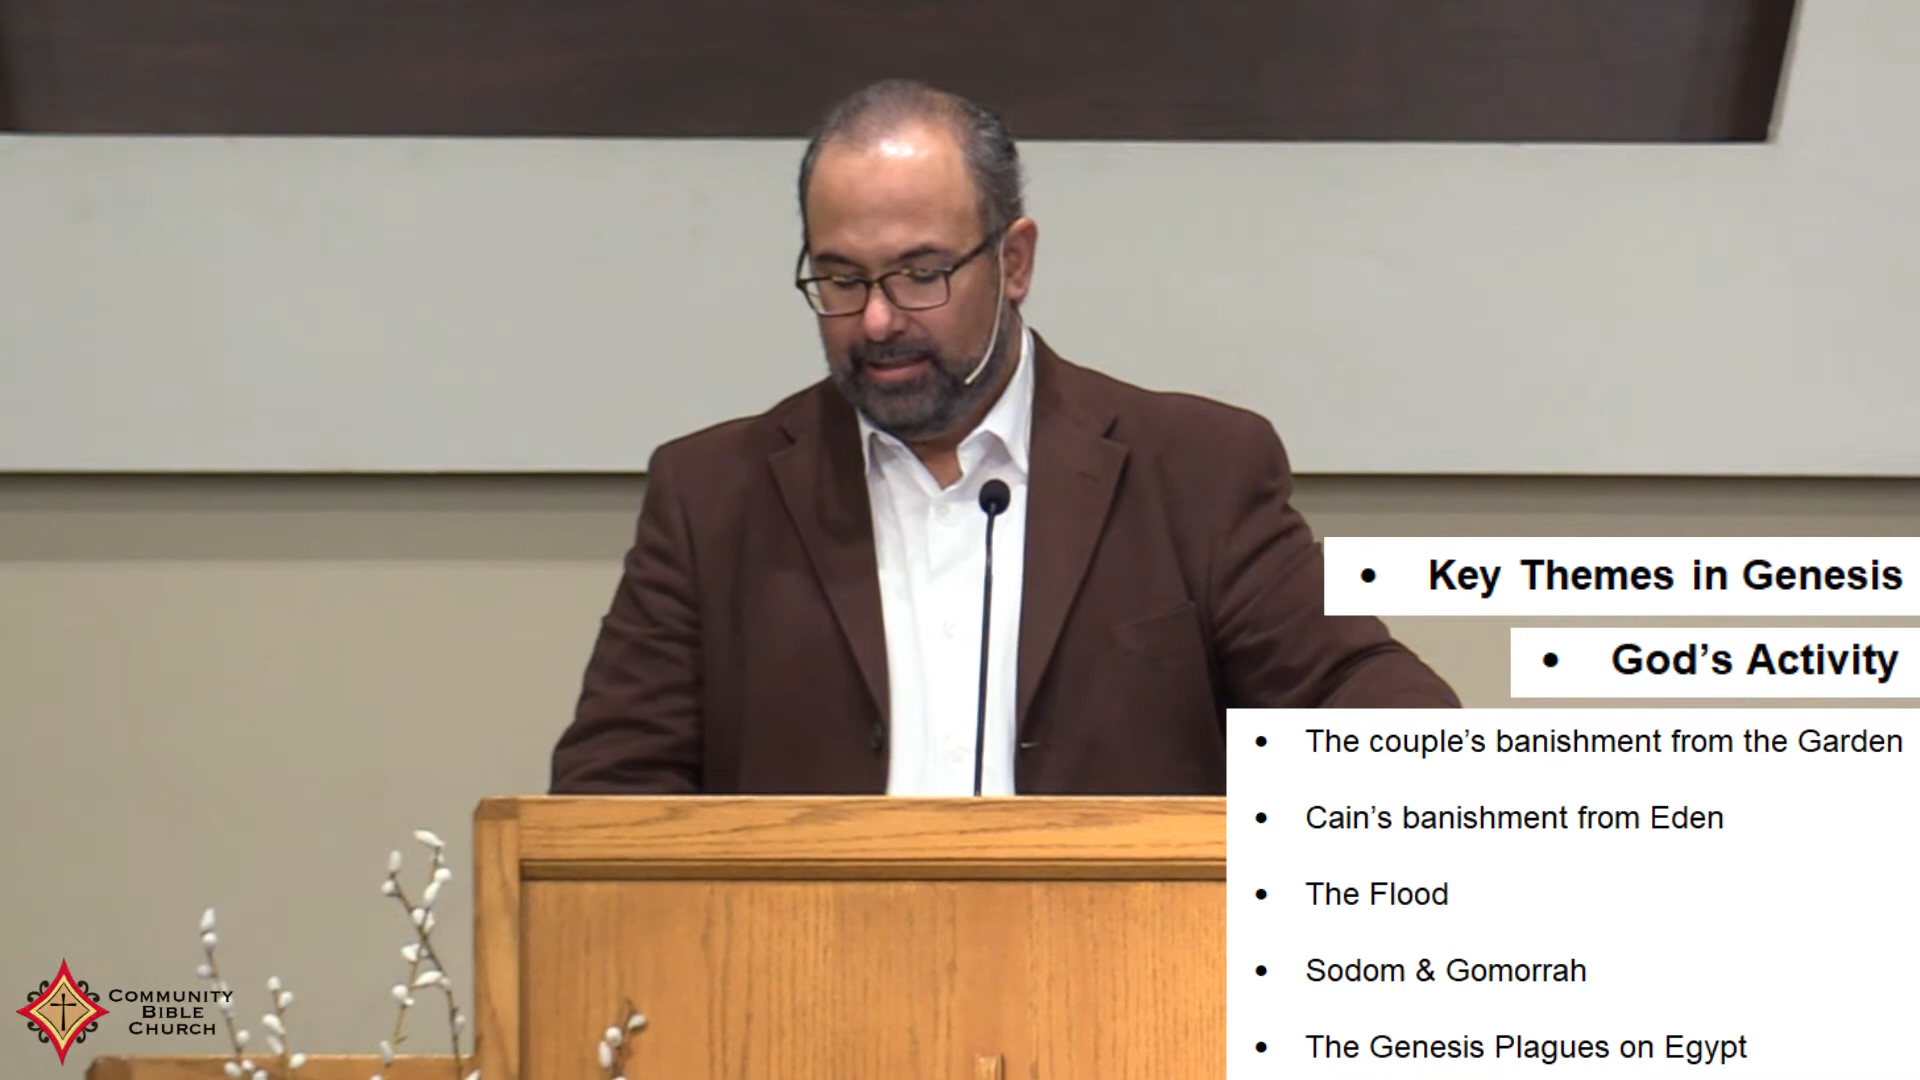 • Key Themes in Genesis
• God’s Activity
• The couple’s banishment from the Garden
• Cain’s banishment from Eden
• The Flood
• Sodom & Gomorrah
• The Genesis Plagues on Egypt
COMMUNITY
BIBLE
CHURCH